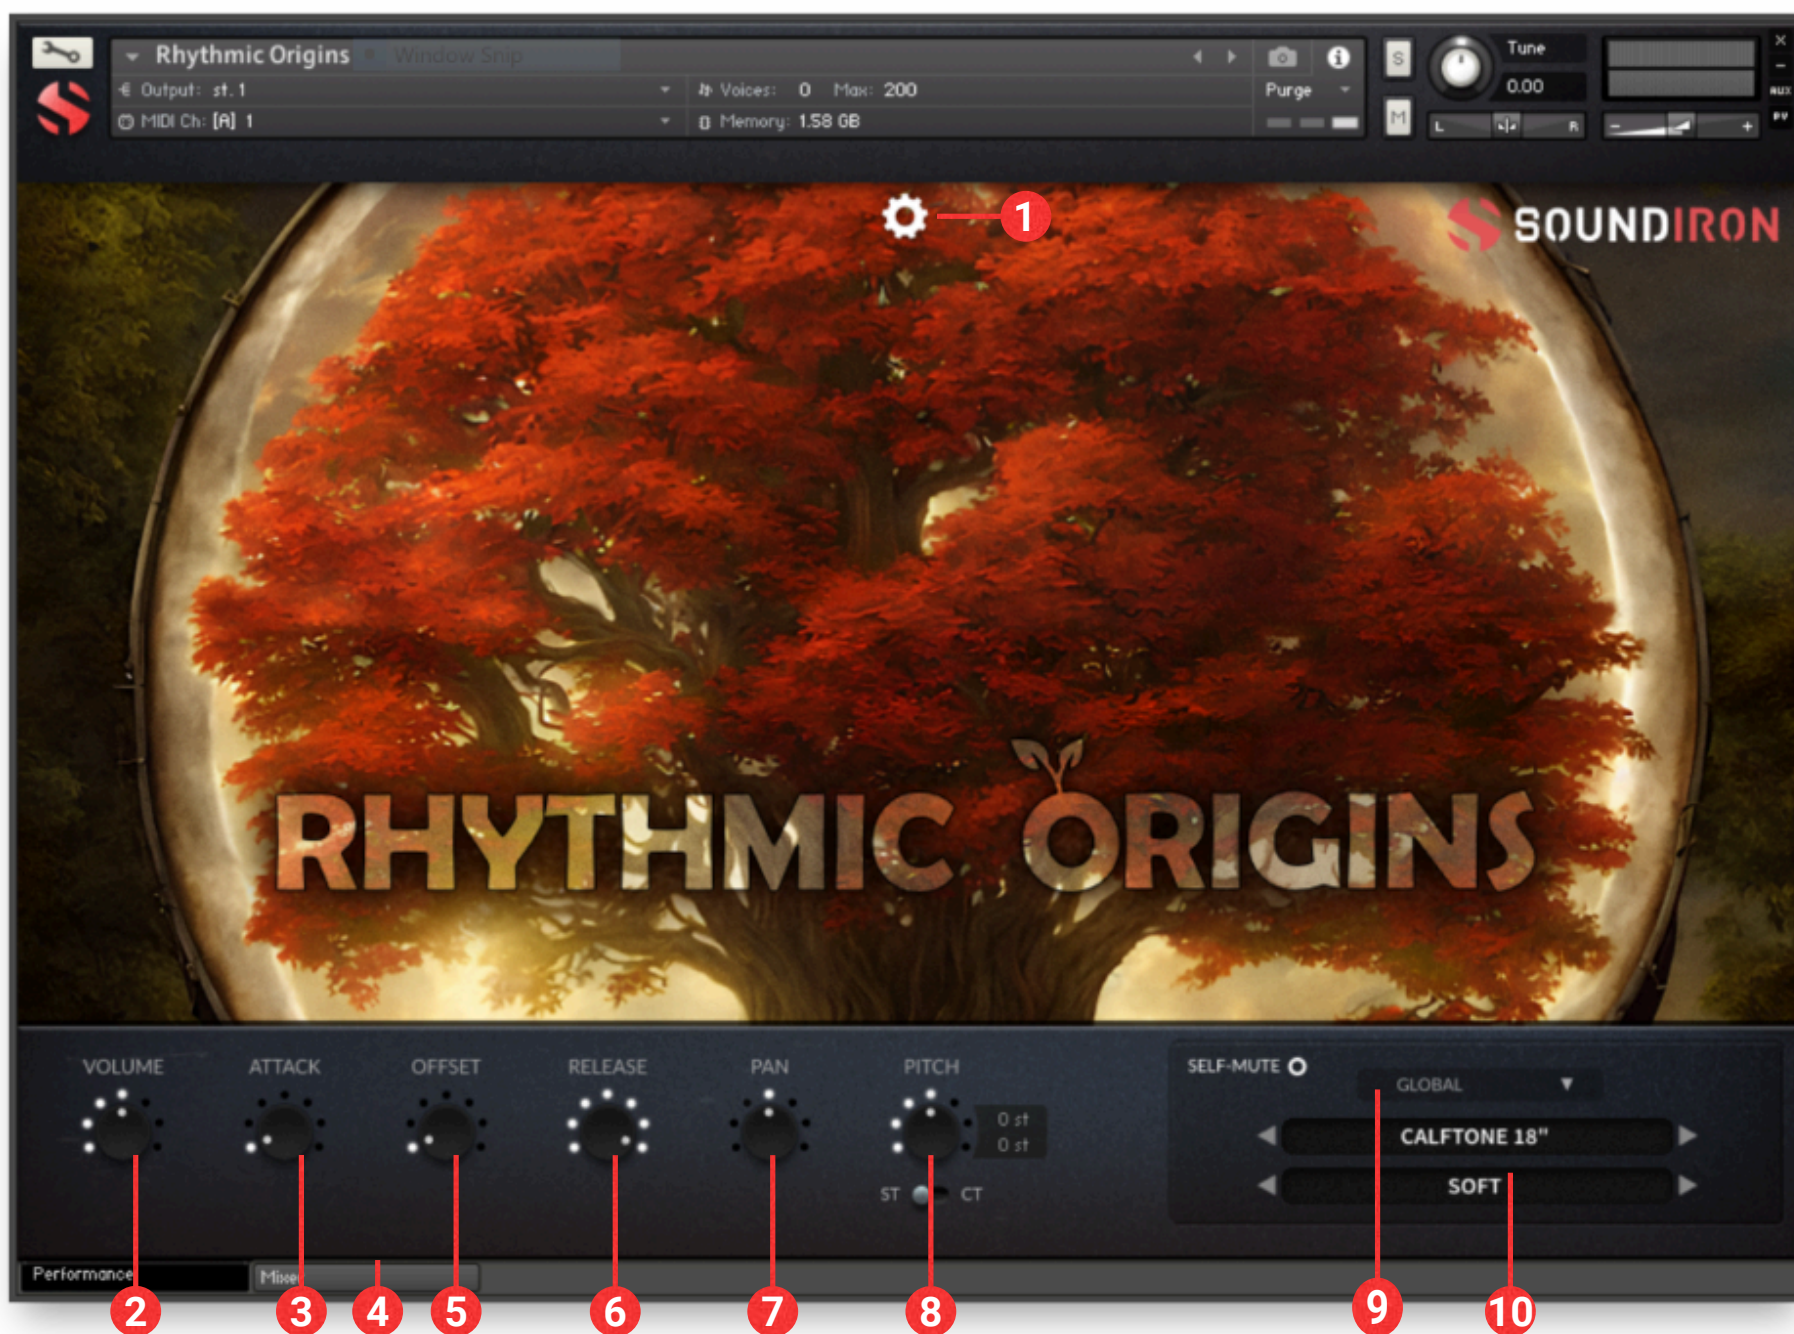 Rhythmic Origins
Window Snip
Output: st.1
Voices: 0 Max: 200
Purge
MIDI Ch: [A] 1
Memory: 1.58 GB
S
M
Tune
0.00
L
R
AUX
PV
1
SOUNDIRON
RHYTHMIC ORIGINS
VOLUME
ATTACK
OFFSET
RELEASE
PAN
PITCH
0 st
0 st
ST
CT
SELF-MUTE
GLOBAL
CALFTONE 18"
SOFT
Performance
Mixer
2
3
4
5
6
7
8
9
10